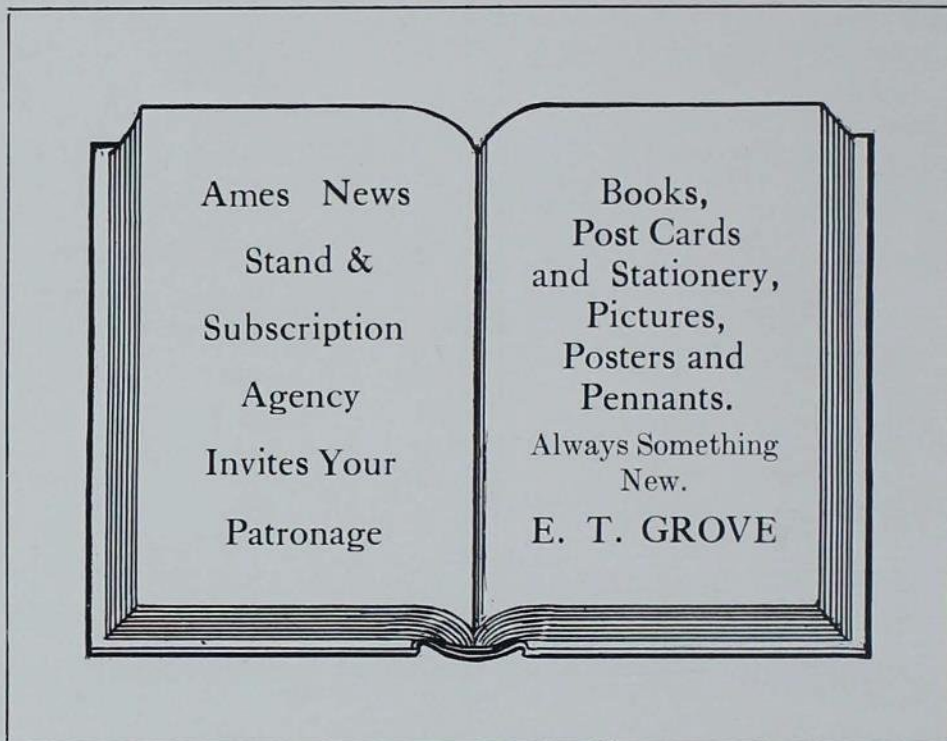 Ames News
Stand &
Subscription
Agency
Invites Your
Patronage
Books,
Post Cards
and Stationery,
Pictures,
Posters and
Pennants.
Always Something
New.
E. T. GROVE